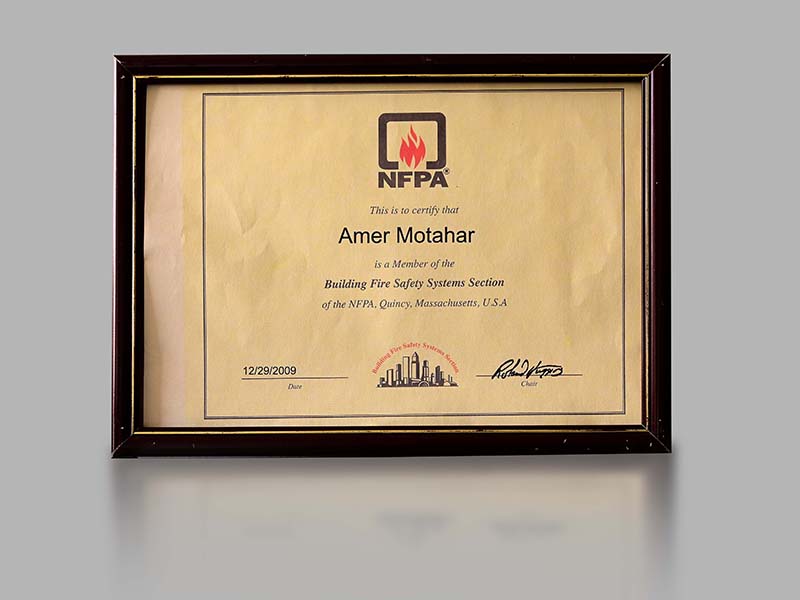 NFPA®
This is to certify that
Amer Motahar
is a Member of the
Building Fire Safety Systems Section
of the NFPA, Quincy, Massachusetts, U.S.A
Building Fire Safety Systems Section
12/29/2009
Date
Chair